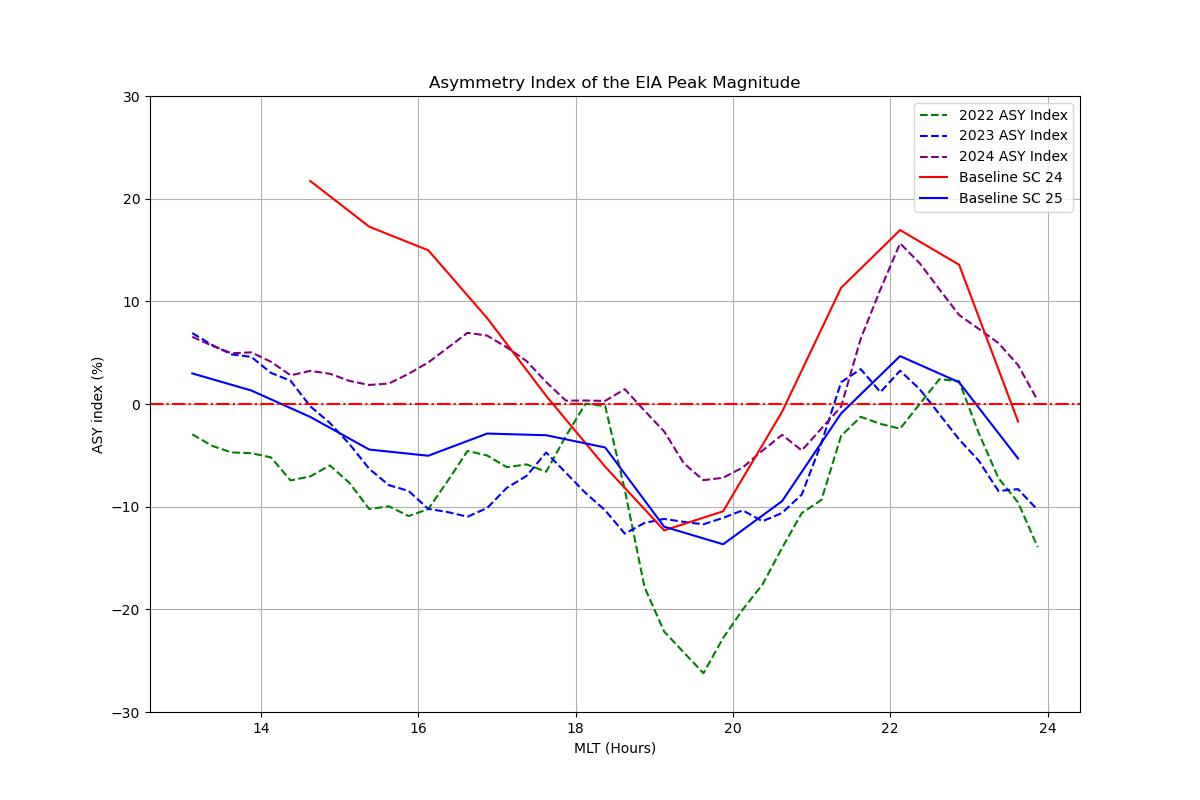 Asymmetry Index of the EIA Peak Magnitude
30
20
10
0
−10
−20
−30
ASY index (%)
14
16
18
20
22
24
MLT (Hours)
2022 ASY Index
2023 ASY Index
2024 ASY Index
Baseline SC 24
Baseline SC 25